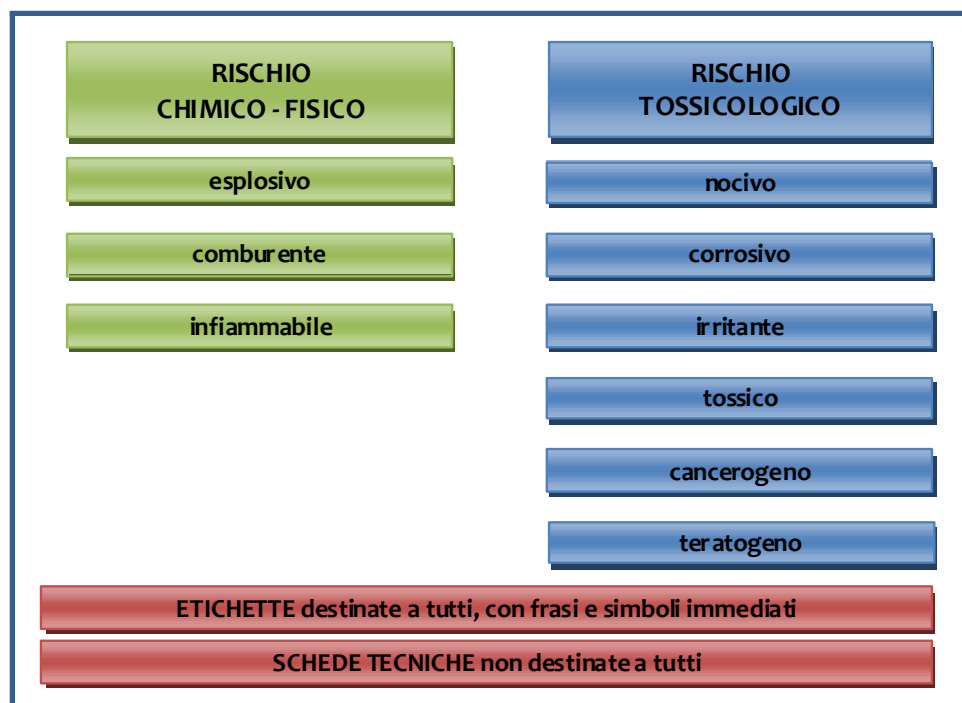 RISCHIO
CHIMICO - FISICO
esplosivo
comburente
infiammabile
RISCHIO
TOSSICOLOGICO
nocivo
corrosivo
irritante
tossico
cancerogeno
teratogeno
ETICHETTE destinate a tutti, con frasi e simboli immediati
SCHEDE TECNICHE non destinate a tutti